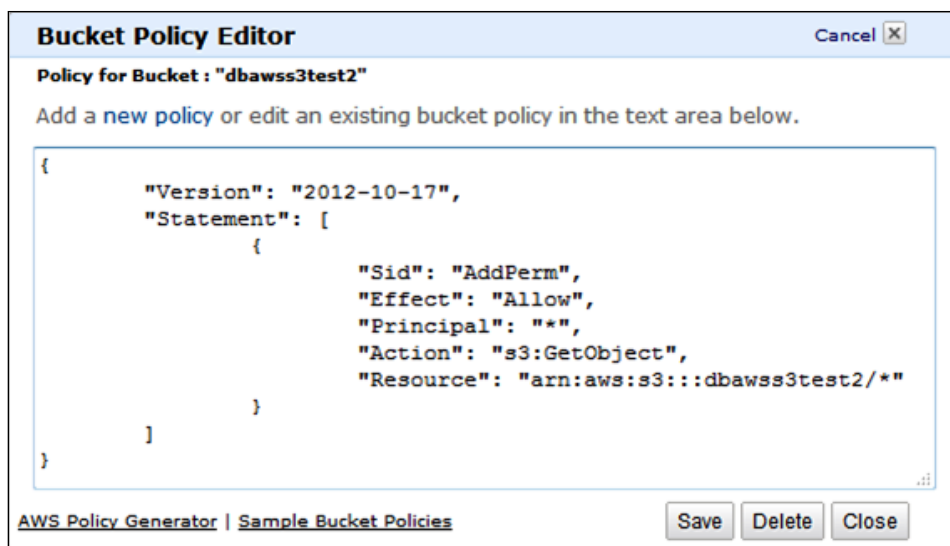 Bucket Policy Editor Cancel
Policy for Bucket : "dbawss3test2"
Add a new policy or edit an existing bucket policy in the text area below.
{
"Version": "2012-10-17",
"Statement": [
{
"Sid": "AddPerm",
"Effect": "Allow",
"Principal": "*",
"Action": "s3:GetObject",
"Resource": "arn:aws:s3:::dbawss3test2/*"
}
]
}
AWS Policy Generator | Sample Bucket Policies Save Delete Close